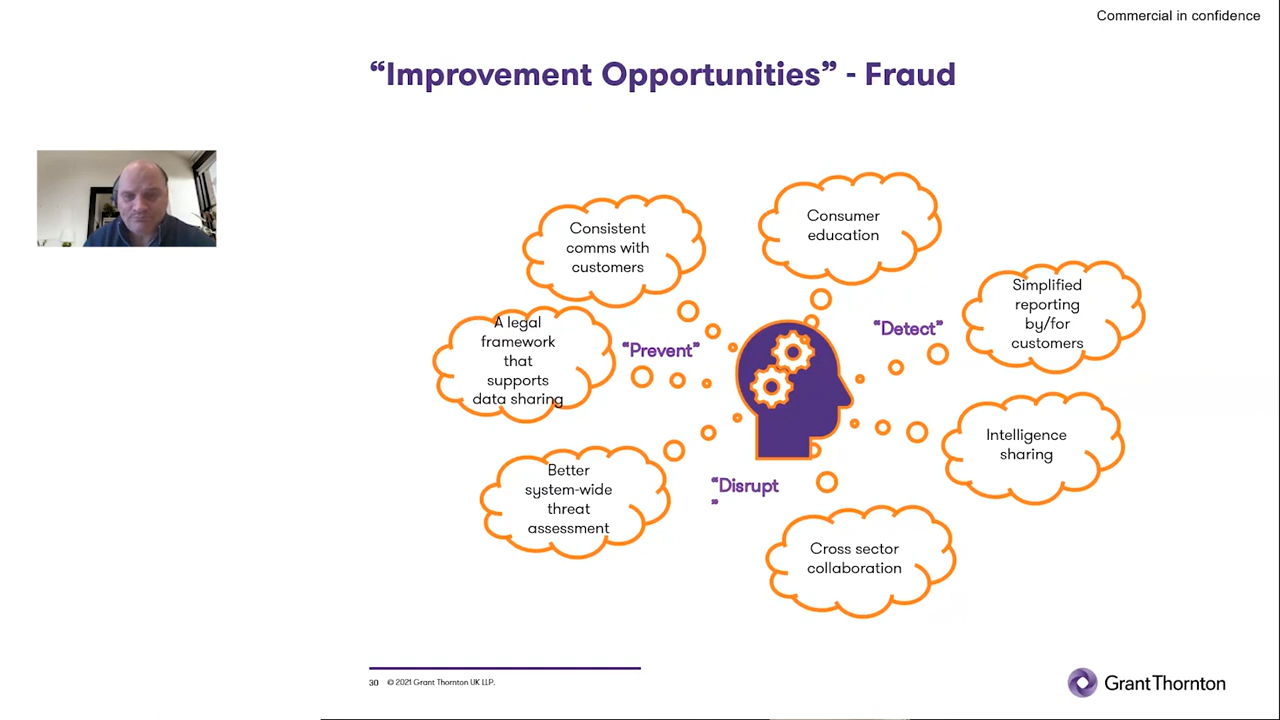 Commercial in confidence
“Improvement Opportunities” - Fraud
Consistent
comms with
customers
Consumer
education
Simplified
reporting
by/for
customers
A legal
framework
that
supports
data sharing
“Prevent”
“Detect”
Intelligence
sharing
Better
system-wide
threat
assessment
“Disrupt
”
Cross sector
collaboration
30 © 2021 Grant Thornton UK LLP.
Grant Thornton